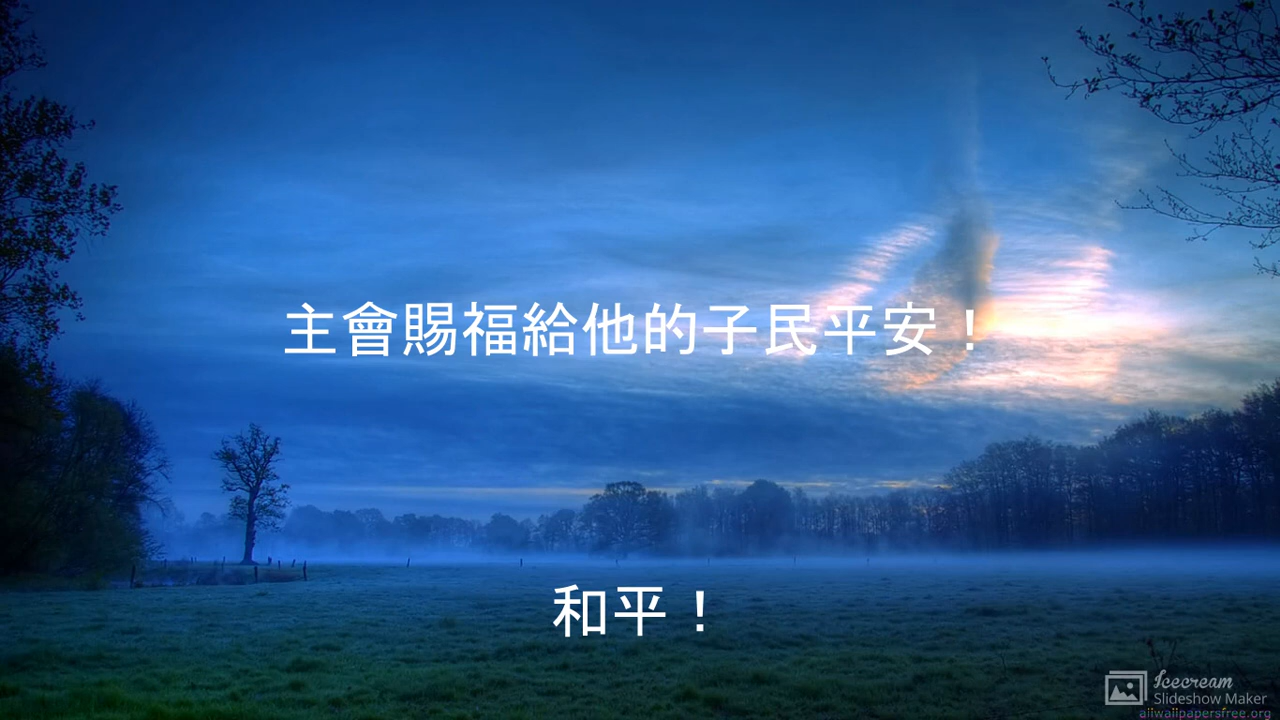 主會賜福給他的子民平安！
和平！
Icecream
Slideshow Maker
allwallpapersfree.org